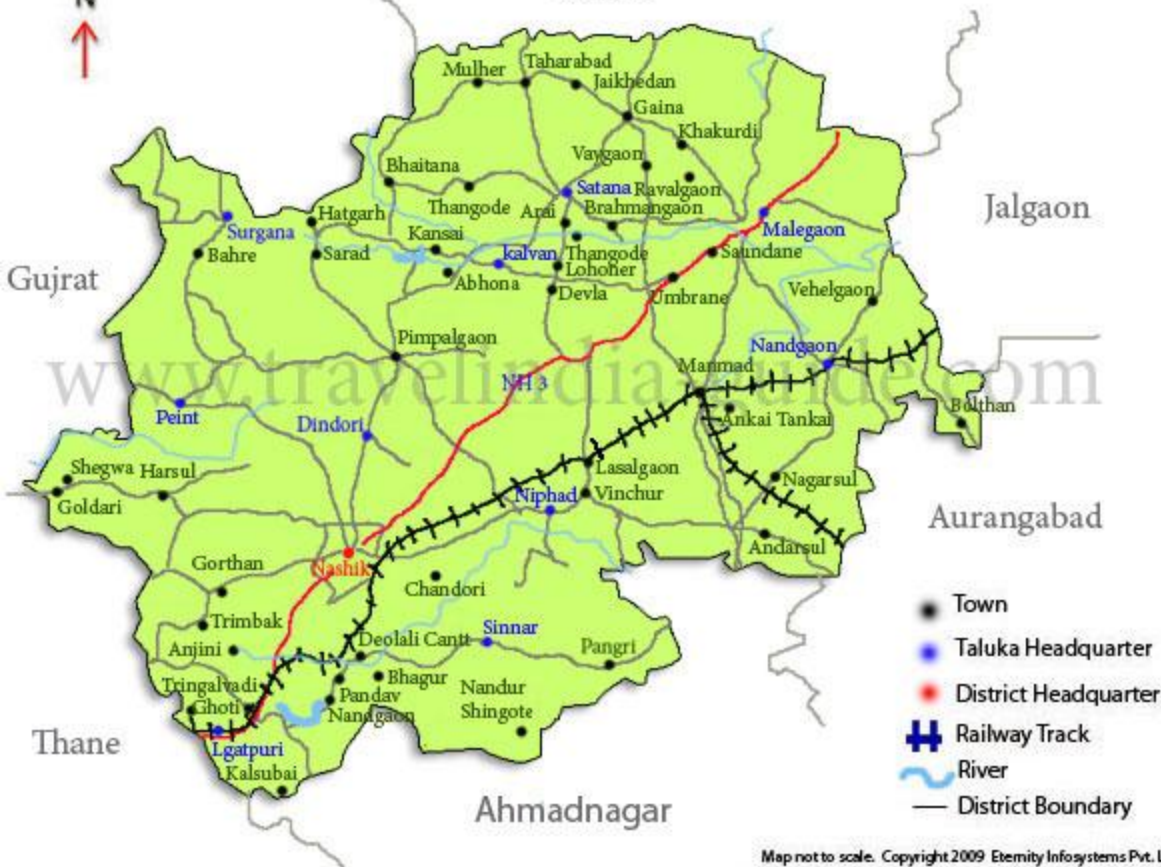 N
Mulher
Taharabad
Jaikhedan
Gaina
Khakurdi
Vaygaon
Bhaitana
Satana
Ravalgaon
Thangode
Arai
Brahmangaon
Hatgarh
Surgana
Kansai
Malegaon
Jalgaon
Bahre
Sarad
kalvan
Thangode
Saundane
Lohoner
Gujrat
Abhona
Devla
Umbrane
Vehelgaon
Pimpalgaon
Nandgaon
Manmad
www.travelindia-guide.com
NH 3
Peint
Dindori
Ankai Tankai
Bolthan
Shegwa
Harsul
Lasalgaon
Goldari
Niphad
Vinchur
Nagarsul
Aurangabad
Andarsul
Gorthan
Nashik
Chandori
Trimbak
Sinnar
Anjini
Deolali Cantt
Pangri
Tringalvadi
Bhagur
Nandur
Shingote
Ghoti
Pandav
Nandgaon
Thane
Lgatpuri
Kalsubai
Ahmadnagar
Town
Taluka Headquarter
District Headquarter
Railway Track
River
District Boundary
Map not to scale. Copyright 2009 Eternity Infosystems Pvt.